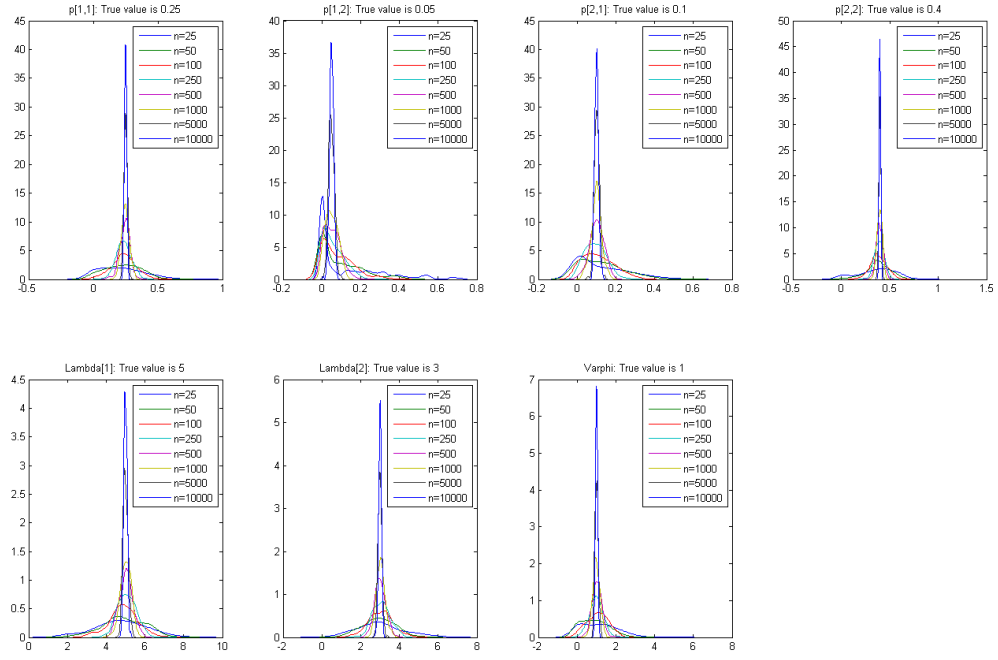 p[1,1]: True value is 0.25
45
40
35
30
25
20
15
10
5
0
-0.5
0
0.5
1
n=25
n=50
n=100
n=250
n=500
n=1000
n=5000
n=10000
p[1,2]: True value is 0.05
40
35
30
25
20
15
10
5
0
-0.2
0
0.2
0.4
0.6
0.8
n=25
n=50
n=100
n=250
n=500
n=1000
n=5000
n=10000
p[2,1]: True value is 0.1
45
40
35
30
25
20
15
10
5
0
-0.2
0
0.2
0.4
0.6
0.8
n=25
n=50
n=100
n=250
n=500
n=1000
n=5000
n=10000
p[2,2]: True value is 0.4
50
45
40
35
30
25
20
15
10
5
0
-0.5
0
0.5
1
1.5
n=25
n=50
n=100
n=250
n=500
n=1000
n=5000
n=10000
Lambda[1]: True value is 5
4.5
4
3.5
3
2.5
2
1.5
1
0.5
0
0
2
4
6
8
10
n=25
n=50
n=100
n=250
n=500
n=1000
n=5000
n=10000
Lambda[2]: True value is 3
6
5
4
3
2
1
0
-2
0
2
4
6
8
n=25
n=50
n=100
n=250
n=500
n=1000
n=5000
n=10000
Varphi: True value is 1
7
6
5
4
3
2
1
0
-2
0
2
4
6
8
n=25
n=50
n=100
n=250
n=500
n=1000
n=5000
n=10000